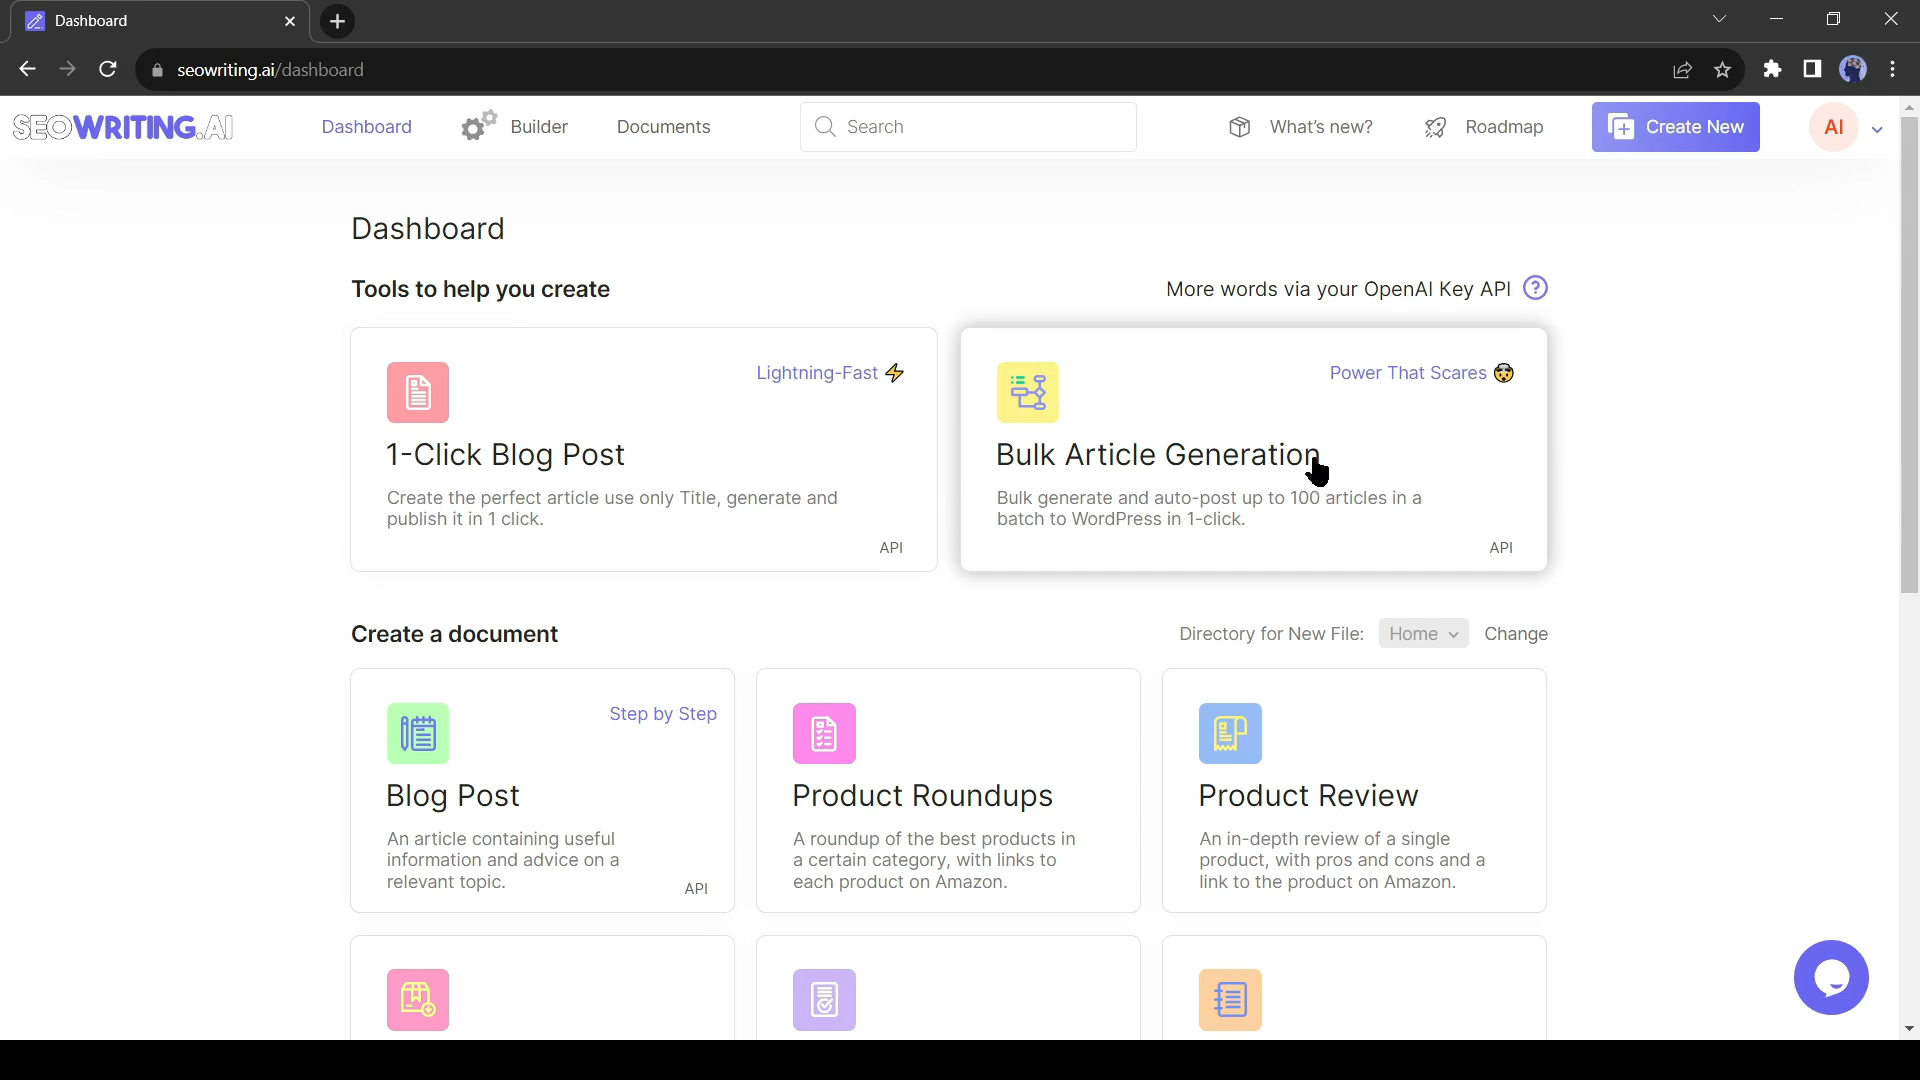 Dashboard
seowriting.ai/dashboard
SEOWRITING.AI
Dashboard
Builder
Documents
Search
What's new?
Roadmap
Create New
AI
Dashboard
Tools to help you create
More words via your OpenAI Key API ?
Lightning-Fast ⚡
1-Click Blog Post
Create the perfect article use only Title, generate and
publish it in 1 click.
API
Power That Scares 🤯
Bulk Article Generation
Bulk generate and auto-post up to 100 articles in a
batch to WordPress in 1-click.
API
Create a document
Directory for New File: Home Change
Step by Step
Blog Post
An article containing useful
information and advice on a
relevant topic.
API
Product Roundups
A roundup of the best products in
a certain category, with links to
each product on Amazon.
Product Review
An in-depth review of a single
product, with pros and cons and a
link to the product on Amazon.